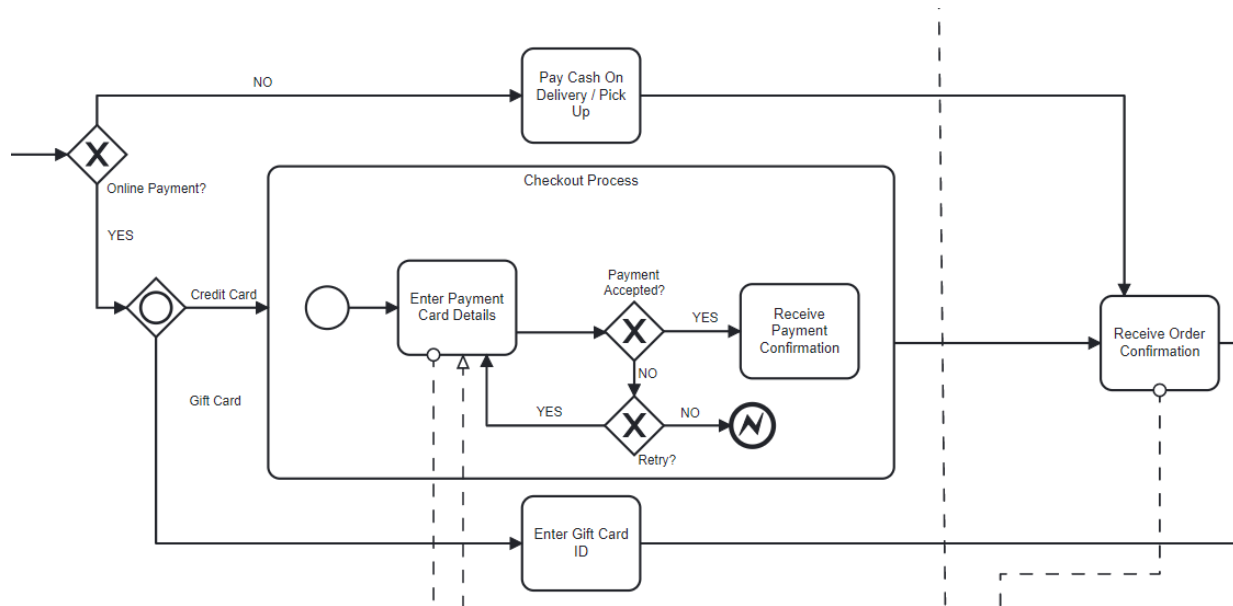 NO
Pay Cash On
Delivery / Pick
Up
X
Online Payment?
YES
Checkout Process
Credit Card
Gift Card
Enter Payment
Card Details
Payment
Accepted?
X
YES
Receive
Payment
Confirmation
NO
YES
X
NO
Retry?
Receive Order
Confirmation
Enter Gift Card
ID